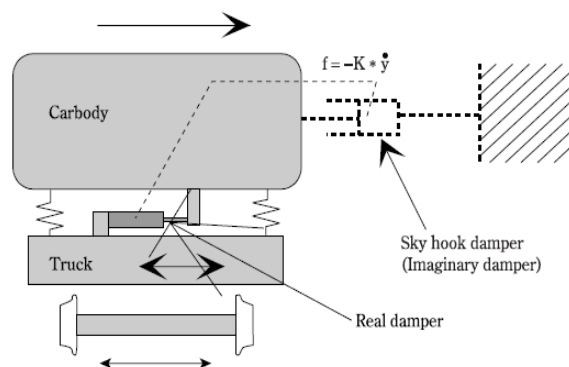 f = –K * ẏ
Carbody
Sky hook damper
(Imaginary damper)
Truck
Real damper